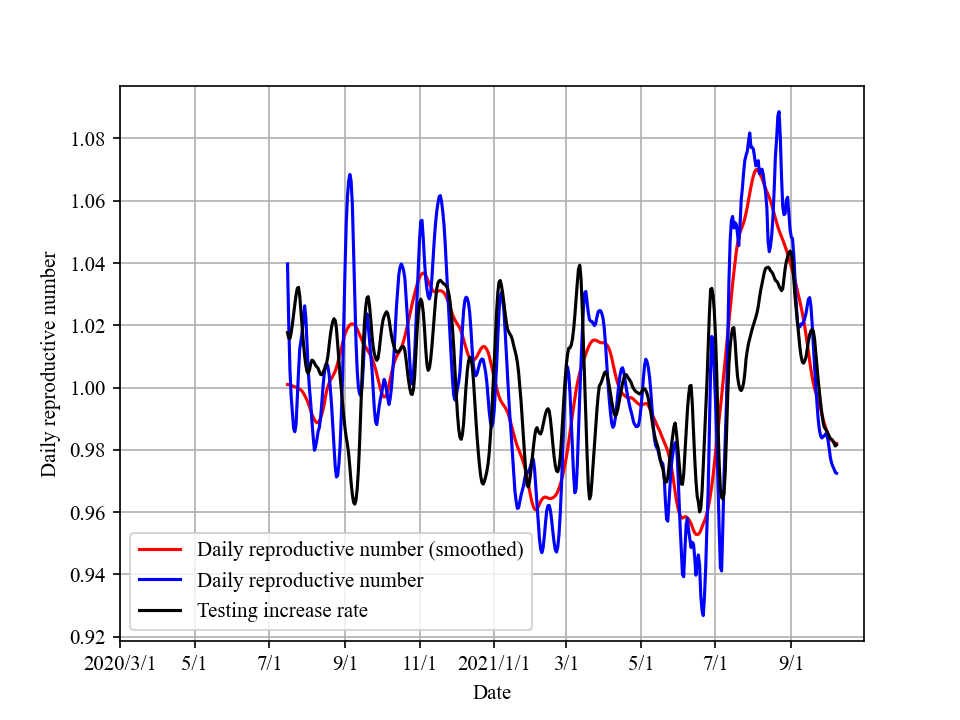 Daily reproductive number
1.08
1.06
1.04
1.02
1.00
0.98
0.96
0.94
0.92
Daily reproductive number (smoothed)
Daily reproductive number
Testing increase rate
2020/3/1 5/1 7/1 9/1 11/1 2021/1/1 3/1 5/1 7/1 9/1
Date